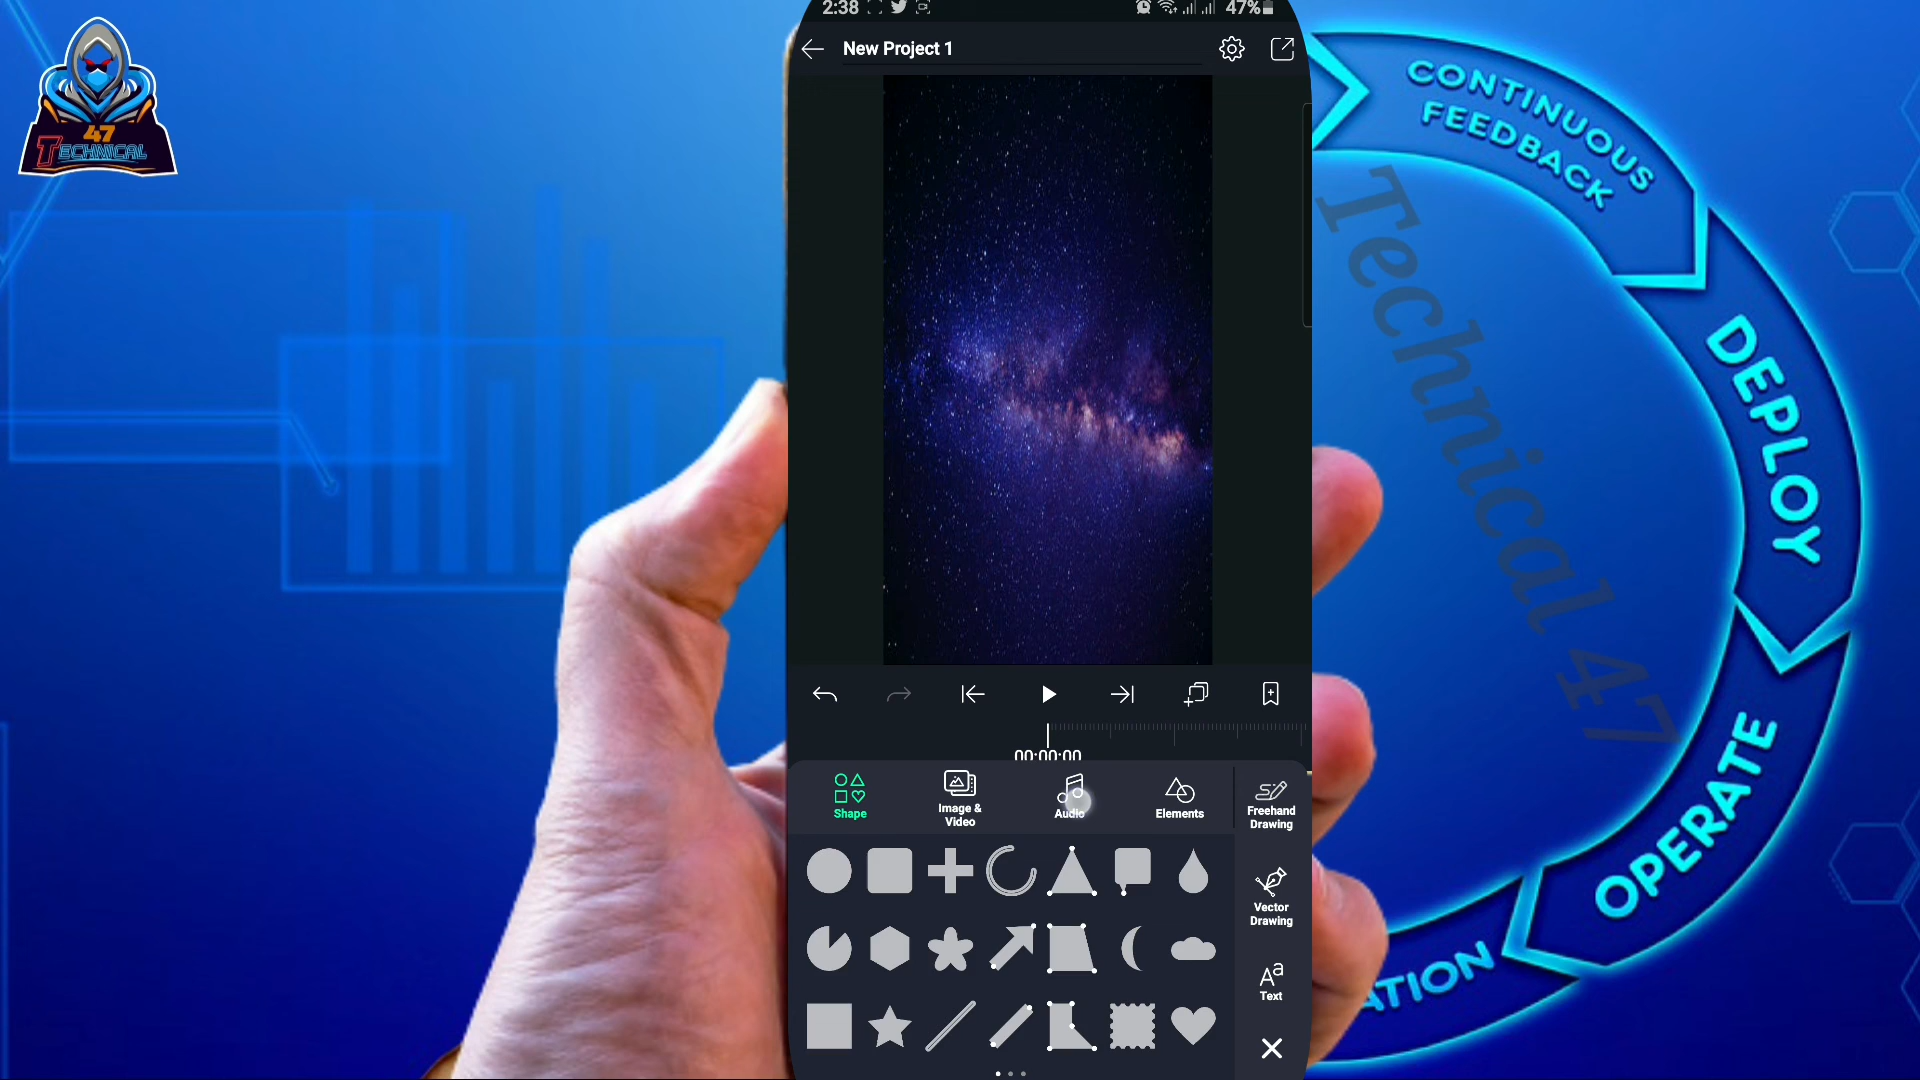 2:38
47%
New Project 1
47
TECHNICAL
CONTINUOUS
FEEDBACK
DEPLOY
OPERATE
ATION
Technical 47
00:00:00
Shape
Image &
Video
Audio
Elements
Freehand
Drawing
Vector
Drawing
Aa
Text